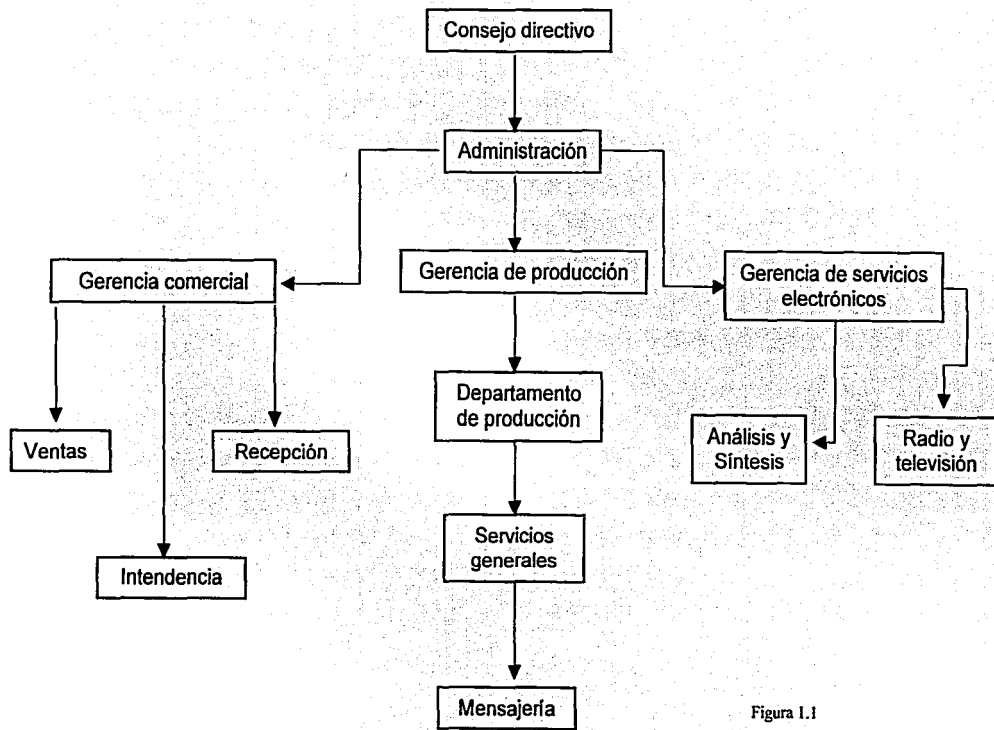 Consejo directivo
Administración
Gerencia comercial
Gerencia de producción
Gerencia de servicios
electrónicos
Departamento
de producción
Ventas
Recepción
Análisis y
Síntesis
Radio y
televisión
Servicios
generales
Intendencia
Mensajería
Figura 1.1